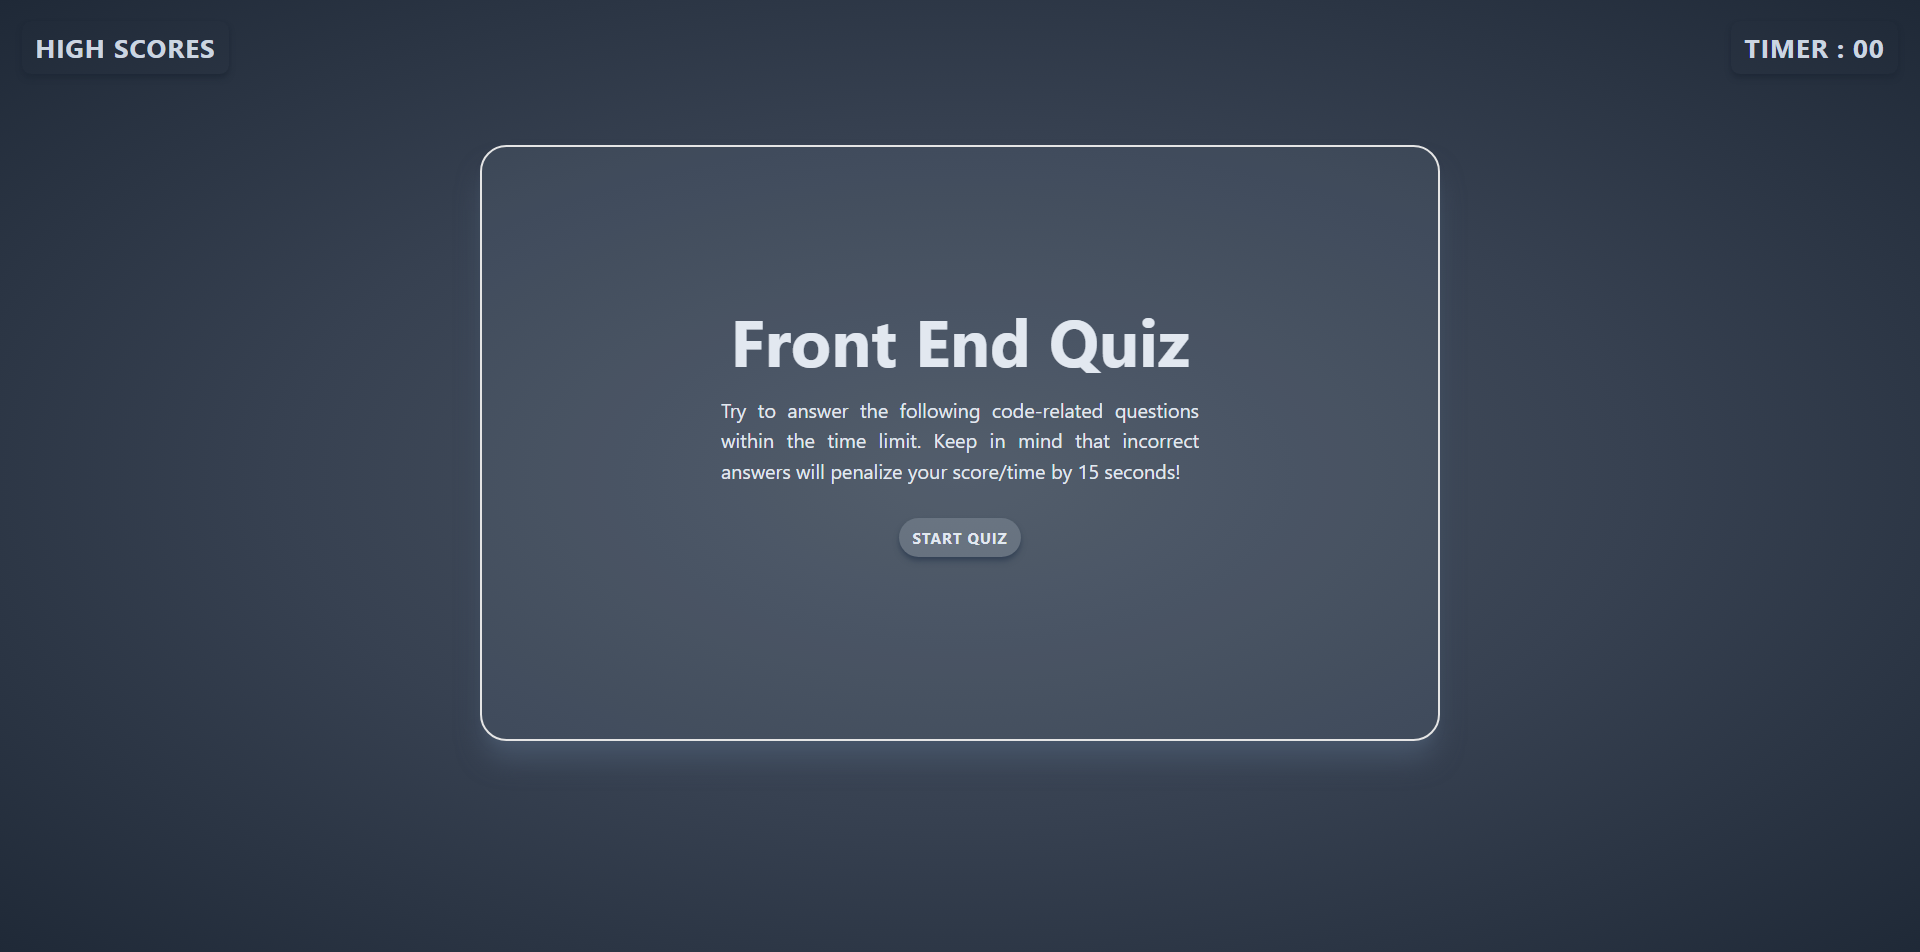 HIGH SCORES
TIMER : 00
Front End Quiz
Try to answer the following code-related questions
within the time limit. Keep in mind that incorrect
answers will penalize your score/time by 15 seconds!
START QUIZ